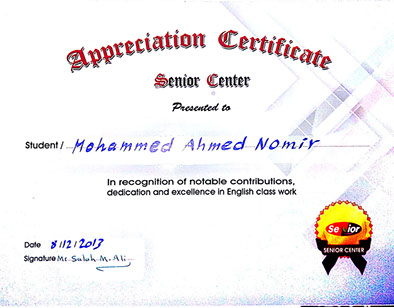 Appreciation Certificate
Senior Center
Presented to
Student / Mohammed Ahmed Nomir
In recognition of notable contributions,
dedication and excellence in English class work
Senior
SENIOR CENTER
Date 8/12/2017
Signature Mr. Salah M. Ali